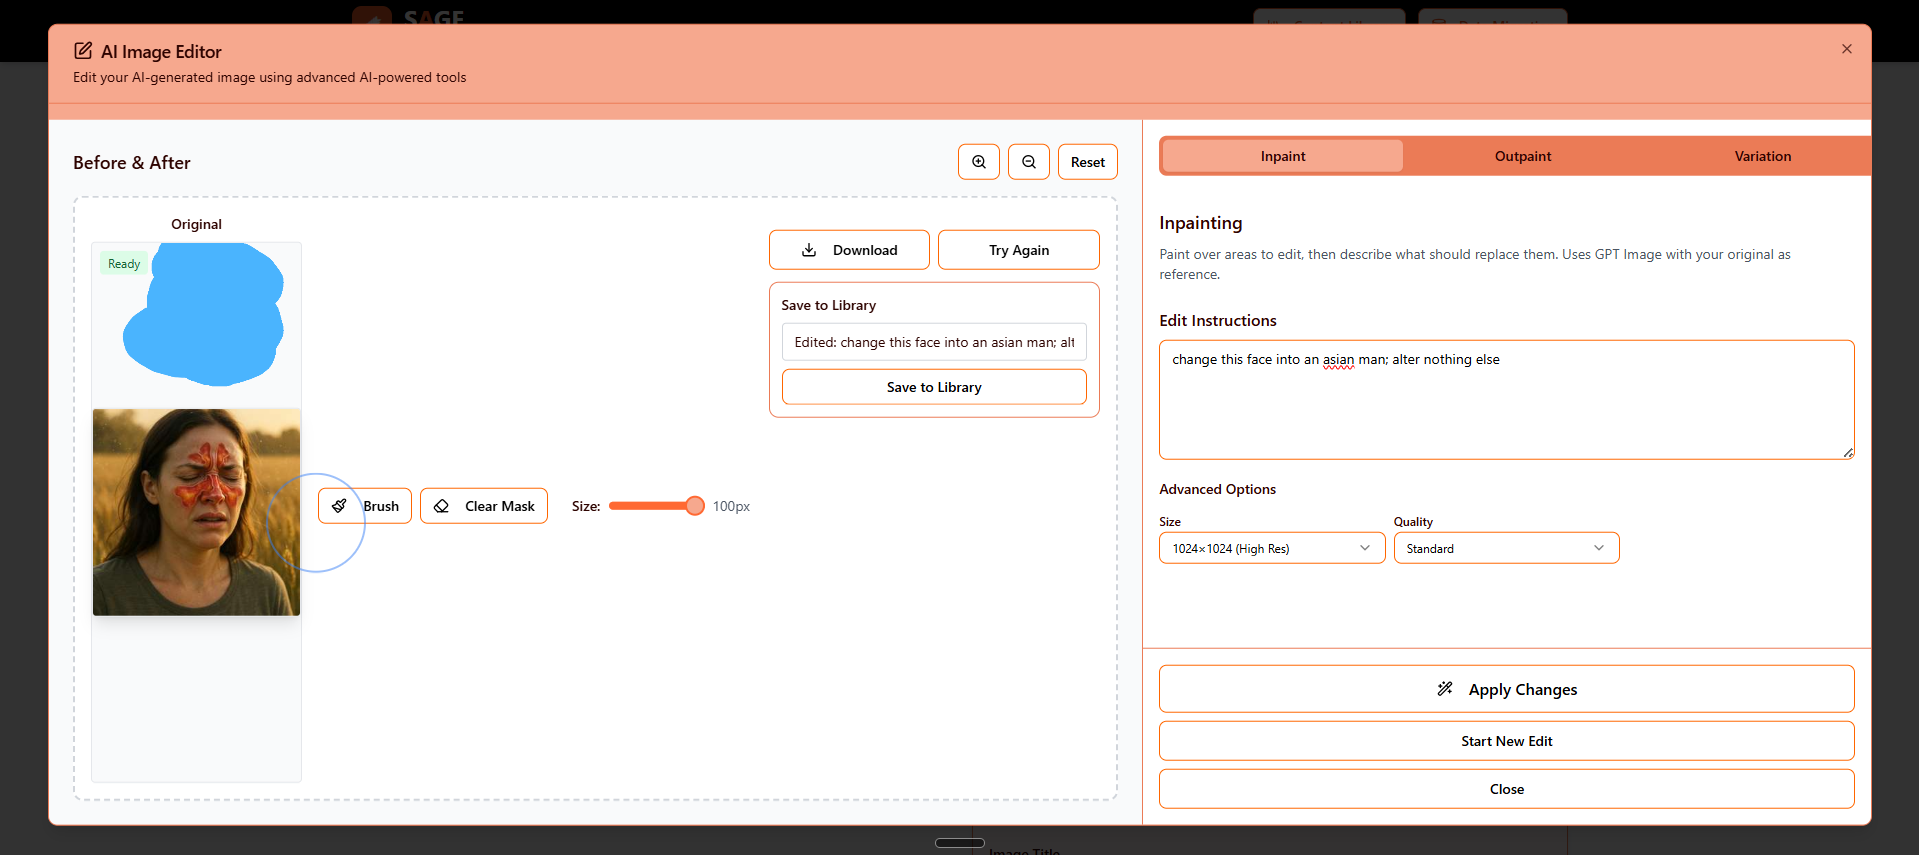 SAGE
AI Image Editor
Edit your AI-generated image using advanced AI-powered tools
Before & After
Reset
Inpaint
Outpaint
Variation
Original
Ready
Download
Try Again
Save to Library
Edited: change this face into an asian man; alt
Save to Library
Brush
Clear Mask
Size:
100px
Inpainting
Paint over areas to edit, then describe what should replace them. Uses GPT Image with your original as
reference.
Edit Instructions
change this face into an asian man; alter nothing else
Advanced Options
Size
Quality
1024×1024 (High Res)
Standard
Apply Changes
Start New Edit
Close
Image Title